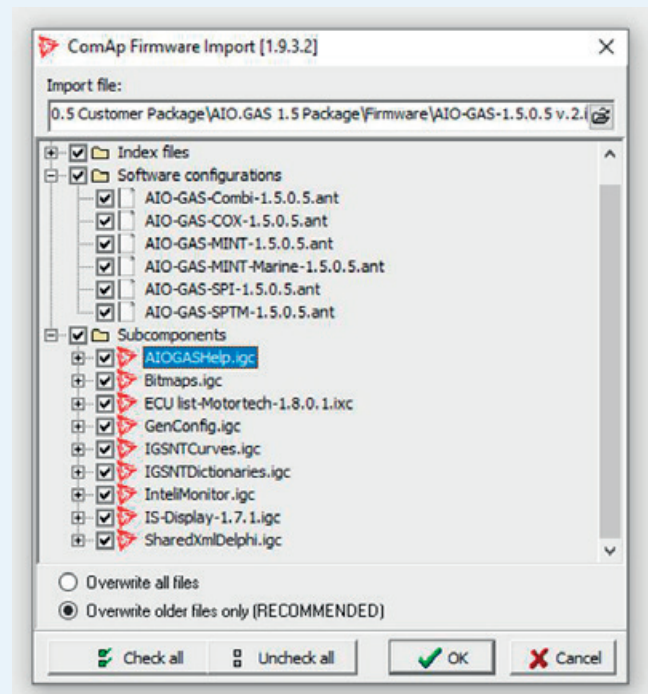 ComAp Firmware Import [1.9.3.2]
Import file:
0.5 Customer Package\AIO.GAS 1.5 Package\Firmware\AIO-GAS-1.5.0.5 v.2.i
Index files
Software configurations
AIO-GAS-Combi-1.5.0.5.ant
AIO-GAS-COX-1.5.0.5.ant
AIO-GAS-MINT-1.5.0.5.ant
AIO-GAS-MINT-Marine-1.5.0.5.ant
AIO-GAS-SPI-1.5.0.5.ant
AIO-GAS-SPTM-1.5.0.5.ant
Subcomponents
AIOGASHelp.igc
Bitmaps.igc
ECU list-Motortech-1.8.0.1.ixc
GenConfig.igc
IGSNTCurves.igc
IGSNTDictionaries.igc
InteliMonitor.igc
IS-Display-1.7.1.igc
SharedXmlDelphi.igc
Overwrite all files
Overwrite older files only (RECOMMENDED)
Check all Uncheck all OK Cancel